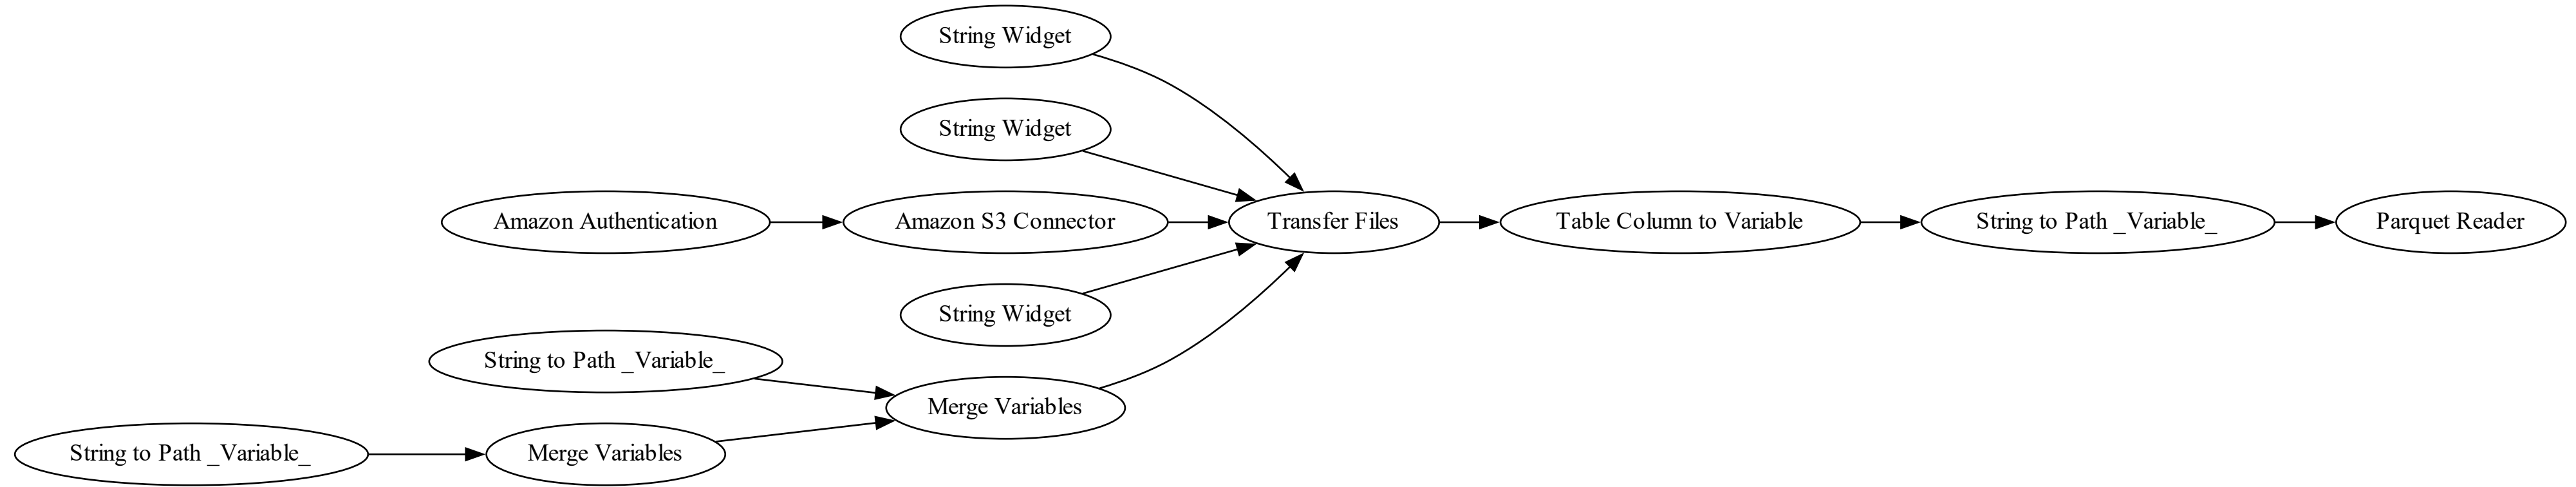 String Widget
String Widget
Amazon Authentication
Amazon S3 Connector
Transfer Files
Table Column to Variable
String to Path _Variable_
Parquet Reader
String Widget
String to Path _Variable_
Merge Variables
String to Path _Variable_
Merge Variables